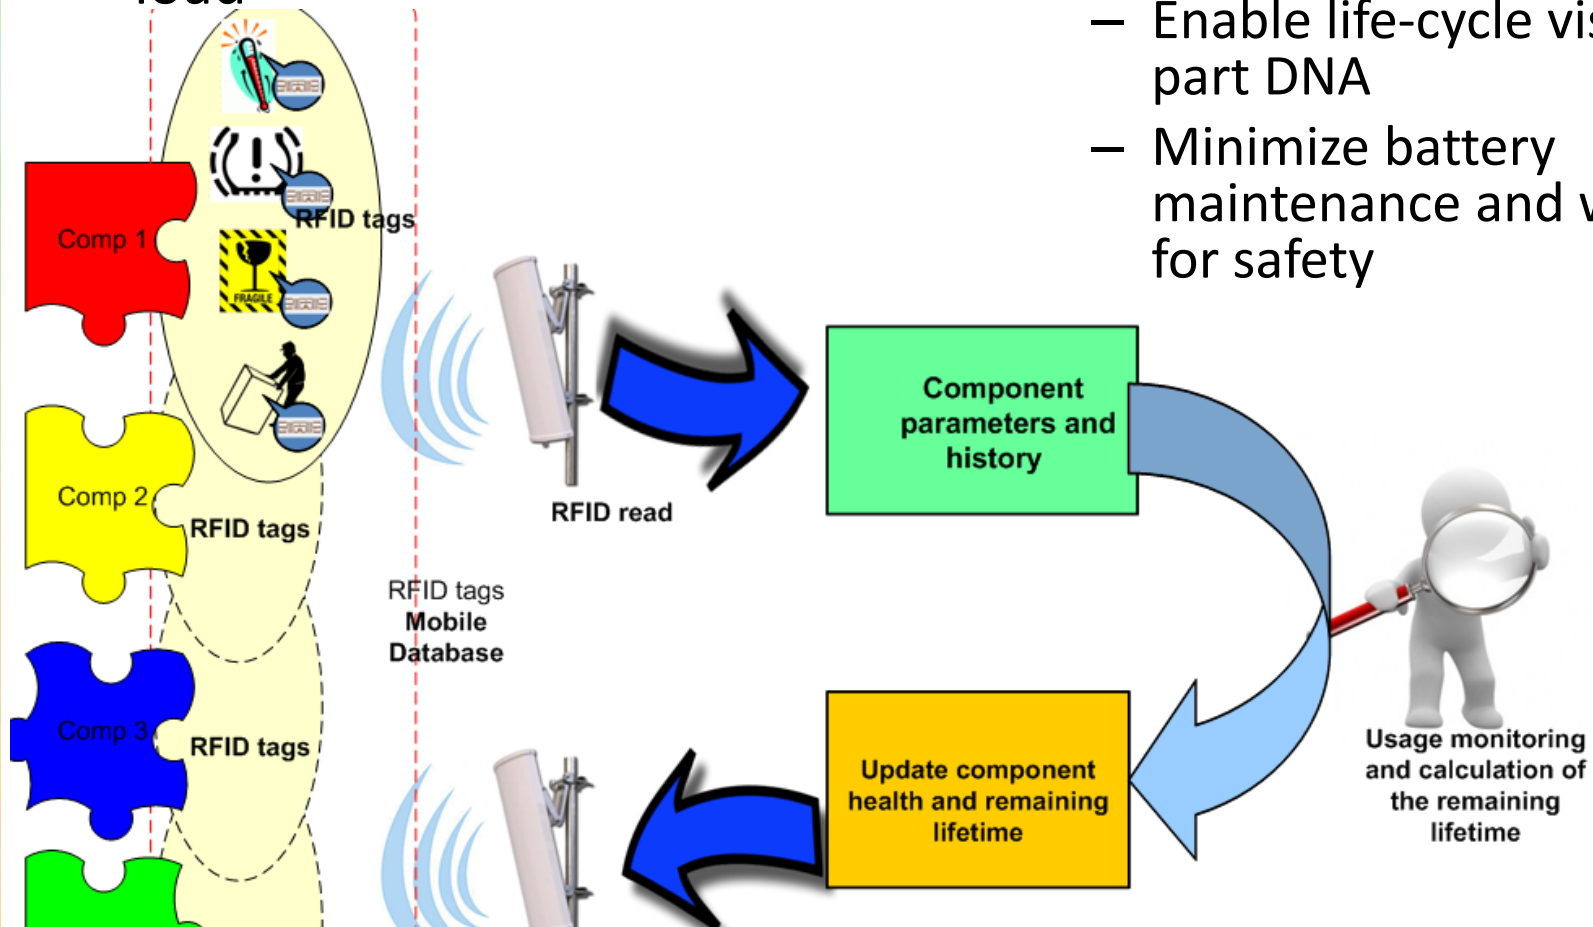 – Enable life-cycle
part DNA
– Minimize battery
maintenance and
for safety
RFID tags
Comp 1
FRAGILE
Component
parameters and
history
Comp 2
RFID tags
RFID read
RFID tags
Mobile
Database
Comp 3
RFID tags
Update component
health and remaining
lifetime
Usage monitoring
and calculation of
the remaining
lifetime